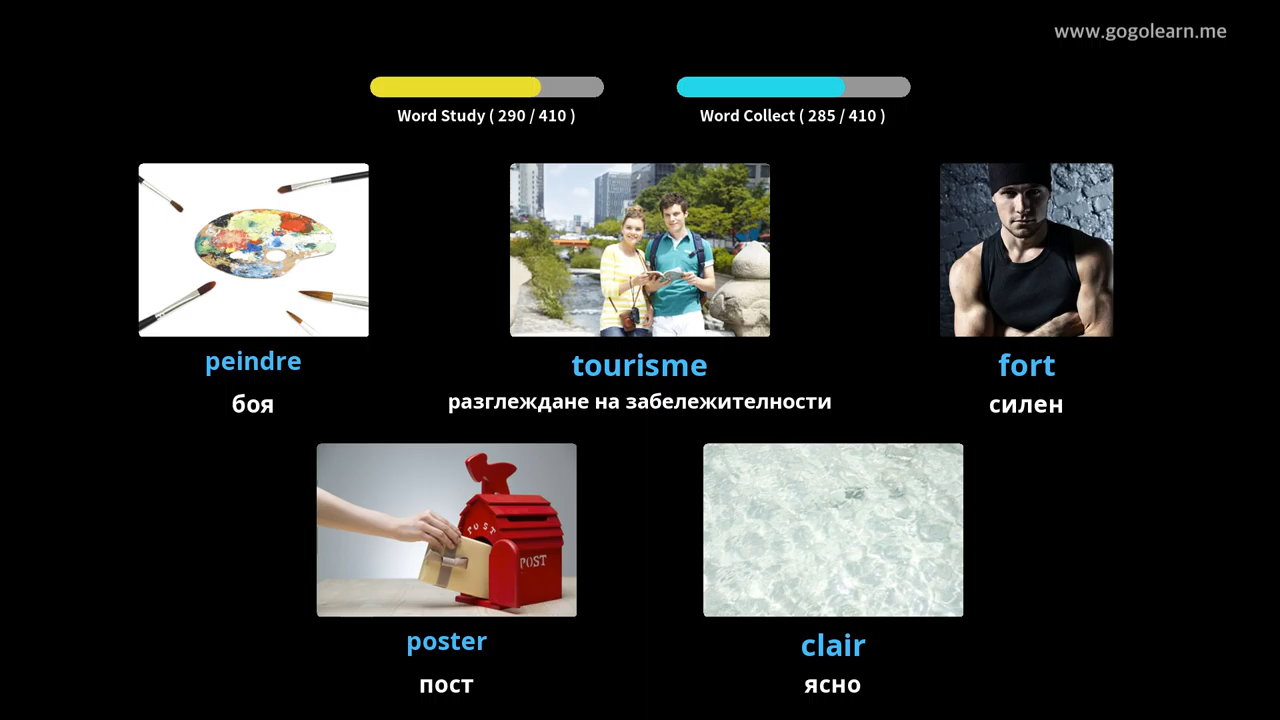 www.gogolearn.me
Word Study ( 290 / 410 )
Word Collect ( 285 / 410 )
peindre
боя
tourisme
разглеждане на забележителности
fort
силен
POST
POST
poster
пост
clair
ясно